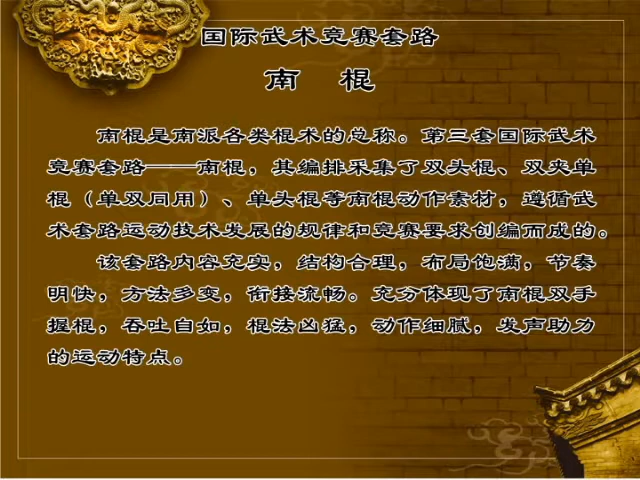 国际武术竞赛套路
南 棍
南棍是南派各类棍术的总称。第三套国际武术
竞赛套路——南棍，其编排采集了双头棍、双夹单
棍（单双同用）、单头棍等南棍动作素材，遵循武
术套路运动技术发展的规律和竞赛要求创编而成的。
该套路内容充实，结构合理，布局饱满，节奏
明快，方法多变，衔接流畅。充分体现了南棍双手
握棍，吞吐自如，棍法凶猛，动作细腻，发声助力
的运动特点。